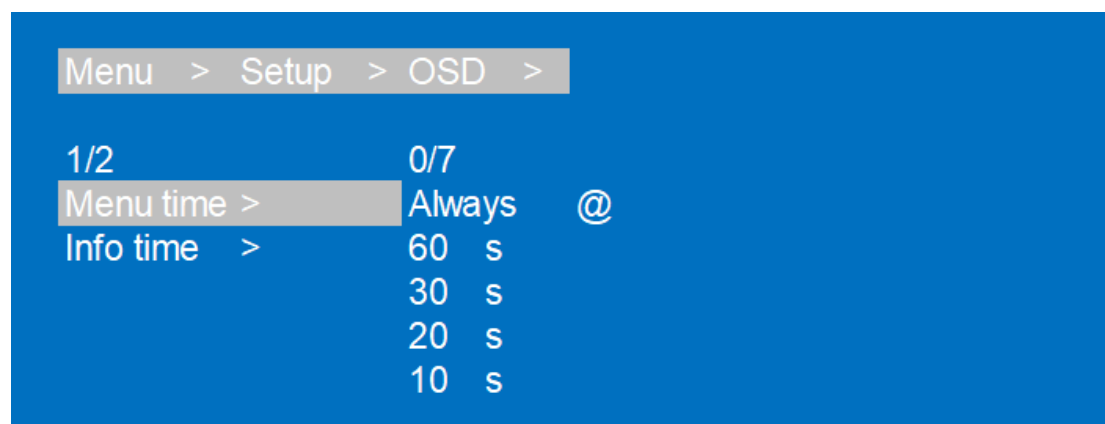 Menu > Setup > OSD >
1/2 0/7
Menu time > Always @
Info time > 60 s
30 s
20 s
10 s